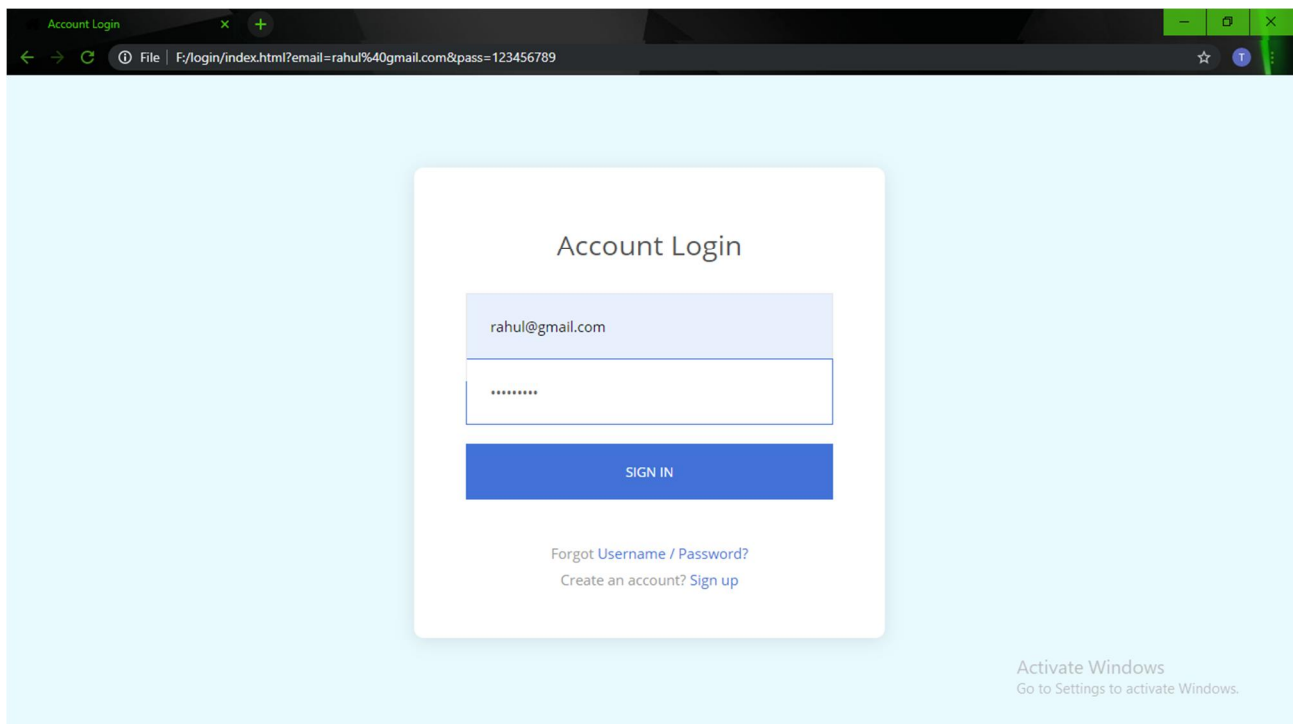 Account Login
File F:/login/index.html?email=rahul%40gmail.com&pass=123456789
T
Account Login
rahul@gmail.com
•••••••••
SIGN IN
Forgot Username / Password?
Create an account? Sign up
Activate Windows
Go to Settings to activate Windows.